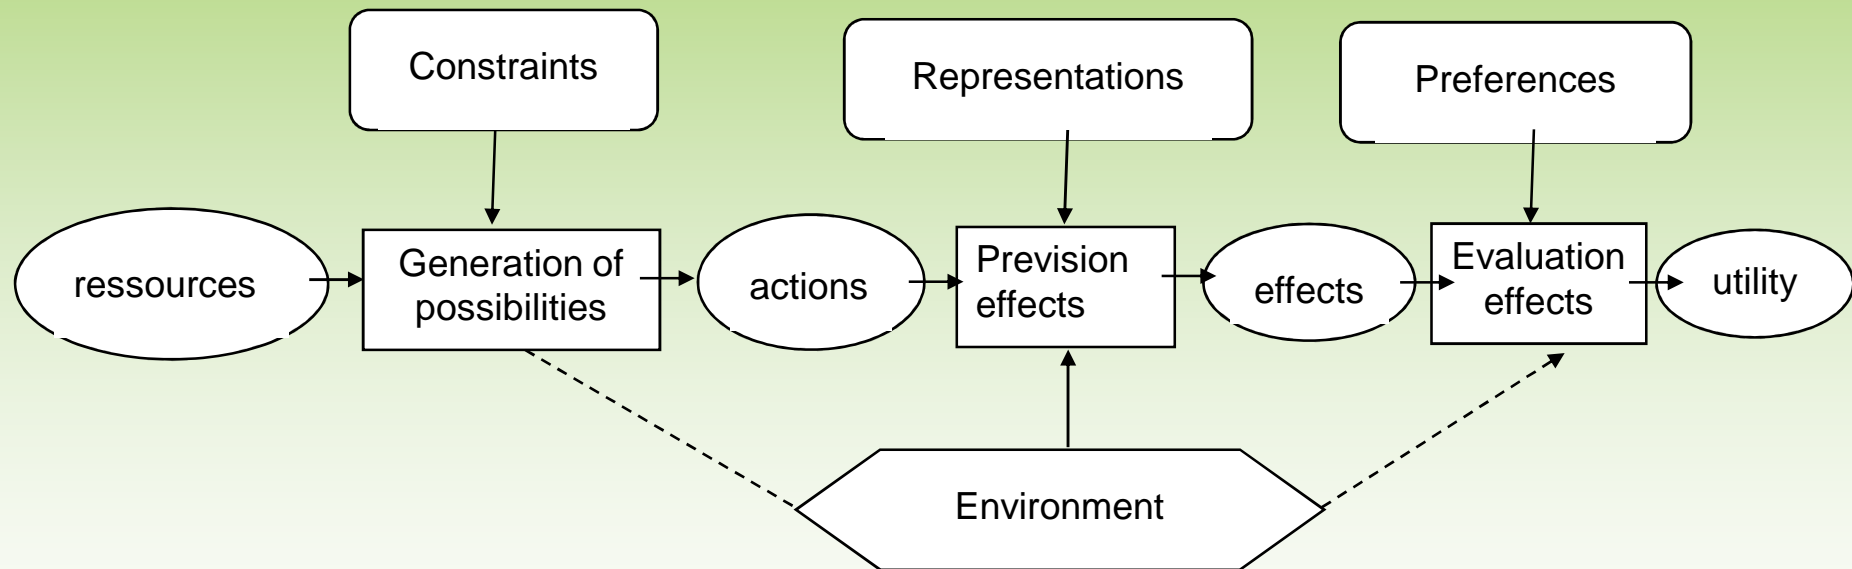 Constraints
Representations
Preferences
ressources
Generation of
possibilities
actions
Prevision
effects
effects
Evaluation
effects
utility
Environment